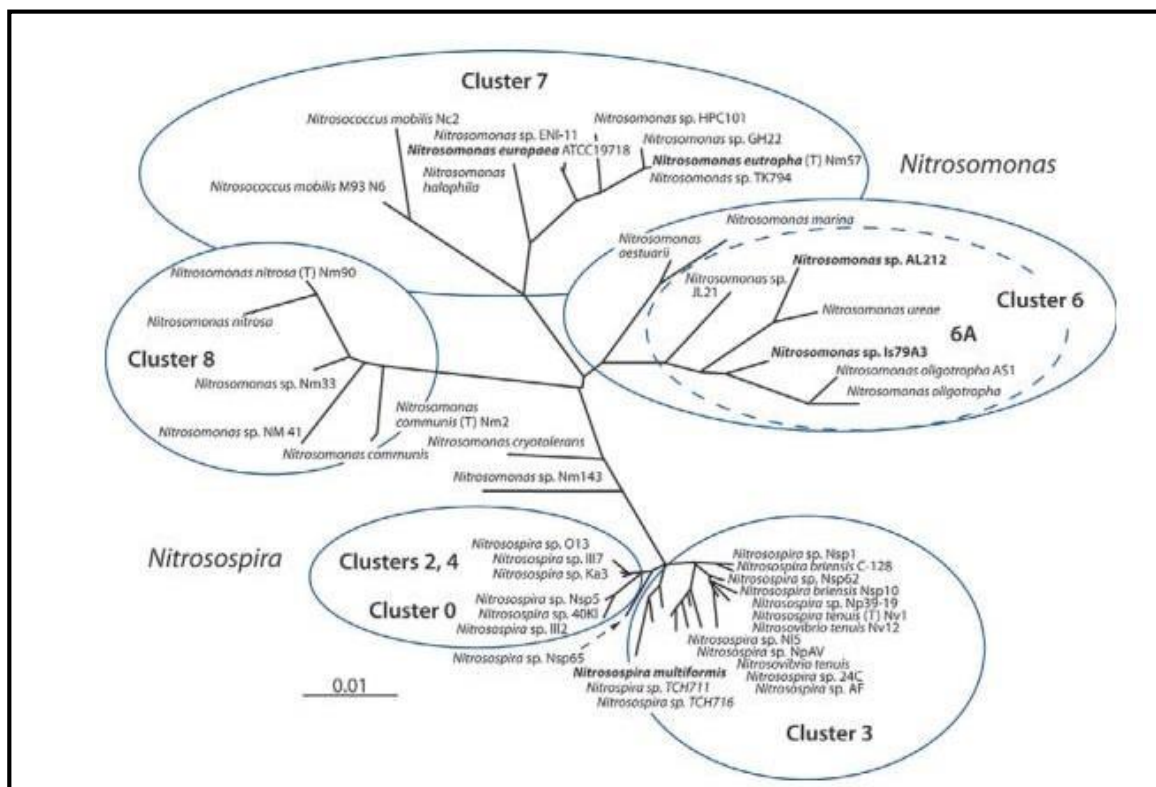 Cluster 7
Nitrosococcus mobilis Nc2
Nitrosomonas sp. HPC101
Nitrosomonas sp. ENI-11
Nitrosomonas sp. GH22
Nitrosomonas europaea ATCC19718
Nitrosomonas eutropha (T) Nm57
Nitrosomonas
Nitrosomonas halophila
Nitrosomonas sp. TK794
Nitrosococcus mobilis M93 N6
Nitrosomonas marina
Nitrosomonas aestuarii
Nitrosomonas sp. AL212
Nitrosomonas nitrosa (T) Nm90
Nitrosomonas sp. JL21
Cluster 6
Nitrosomonas ureae
Nitrosomonas nitrosa
6A
Cluster 8
Nitrosomonas sp. Is79A3
Nitrosomonas oligotropha AS1
Nitrosomonas sp. Nm33
Nitrosomonas oligotropha
Nitrosomonas communis (T) Nm2
Nitrosomonas sp. NM 41
Nitrosomonas cryotolerans
Nitrosomonas communis
Nitrosomonas sp. Nm143
Nitrosospira
Clusters 2, 4
Nitrosospira sp. O13
Nitrosospira sp. III7
Nitrosospira sp. Ka3
Cluster 0
Nitrosospira sp. Nsp5
Nitrosospira sp. 40KI
Nitrosospira sp. III2
Nitrosospira sp. Nsp65
Nitrosospira sp. Nsp1
Nitrosospira briensis C-128
Nitrosospira sp. Nsp62
Nitrosospira briensis Nsp10
Nitrosospira sp. Np39-19
Nitrosospira tenuis (T) Nv1
Nitrosovibrio tenuis Nv12
Nitrosospira sp. NI5
Nitrosospira sp. NpAV
Nitrosovibrio tenuis
Nitrosospira sp. 24C
Nitrosospira sp. AF
Nitrosospira multiformis
Nitrospira sp. TCH711
Nitrosospira sp. TCH716
0.01
Cluster 3